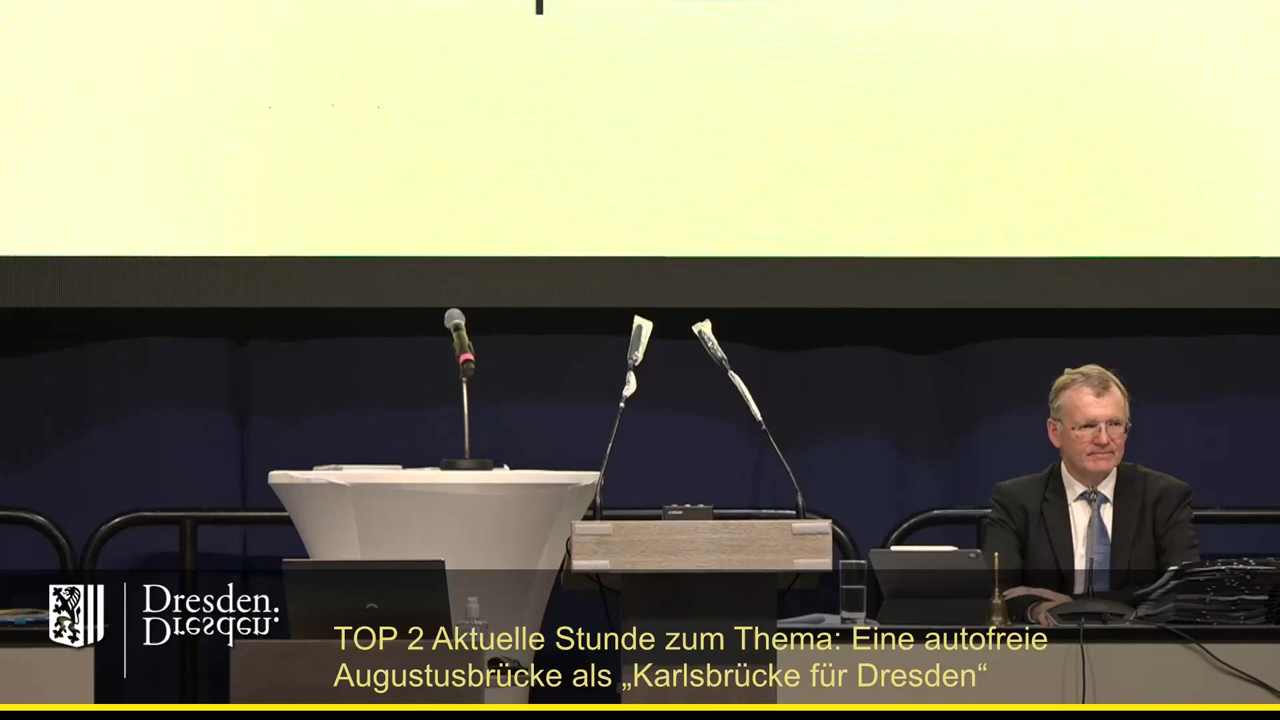 Dresden.
Dresden.
TOP 2 Aktuelle Stunde zum Thema: Eine autofreie
Augustusbrücke als „Karlsbrücke für Dresden“